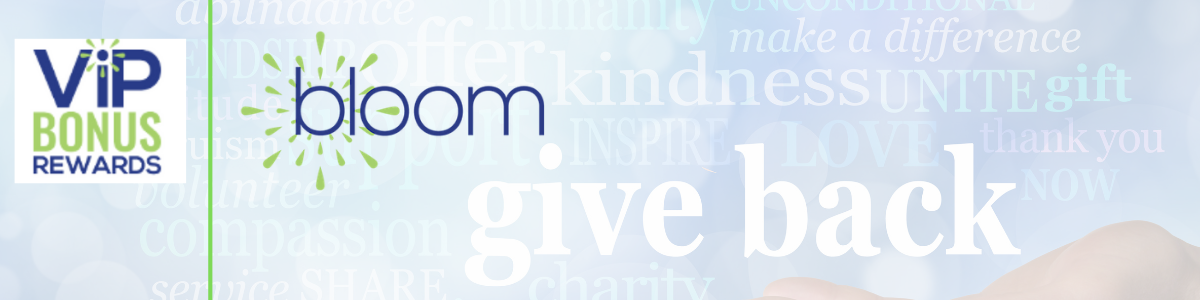 ViP
BONUS
REWARDS
bloom
abundance
humanity
UNCONDITIONAL
make a difference
offer
kindness
UNITE
gift
INSPIRE
LOVE
thank you
volunteer
give back
NOW
compassion
service
SHARE
charity